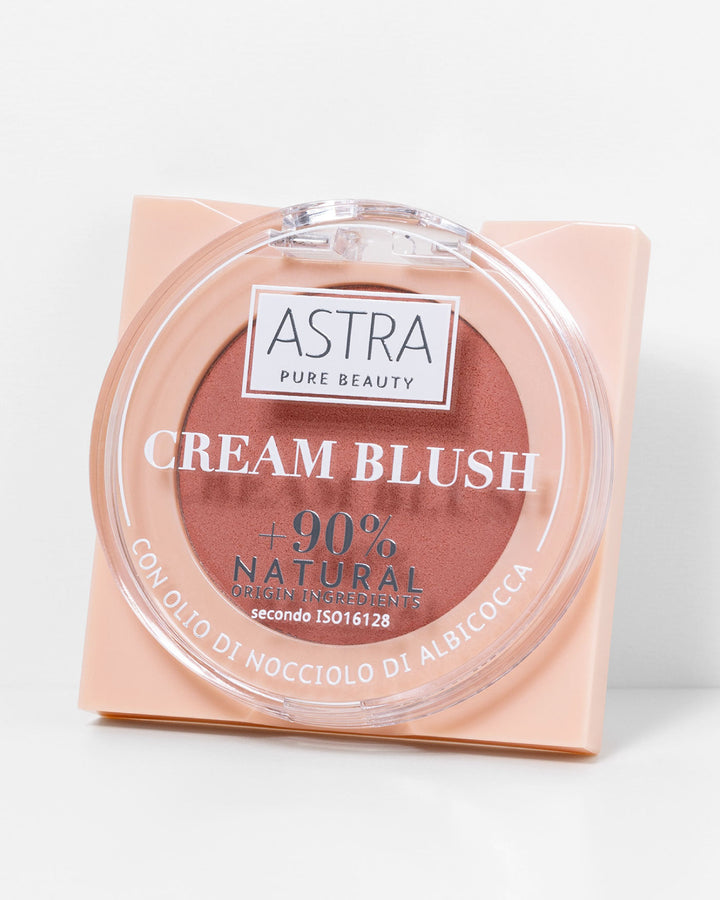 ASTRA
PURE BEAUTY
CREAM BLUSH
+90%
NATURAL
ORIGIN INGREDIENTS
secondo ISO16128
CON OLIO DI NOCCIOLO DI ALBICOCCA